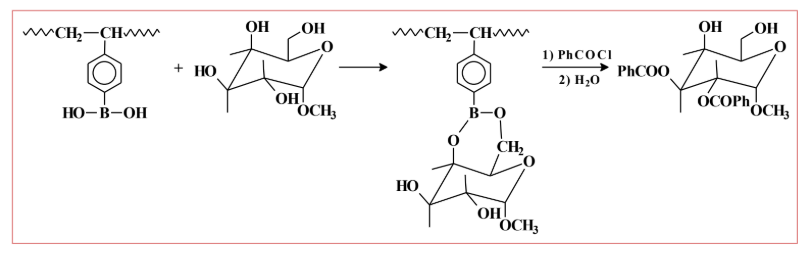 CH₂ CH
B
HO OH
+
OH
OH
O
HO
OH
OCH₃
CH₂ CH
B O
O
CH₂
O
HO
OH
OCH₃
1) PhCOCl
2) H₂O
OH
OH
O
PhCOO
OCOPh
OCH₃